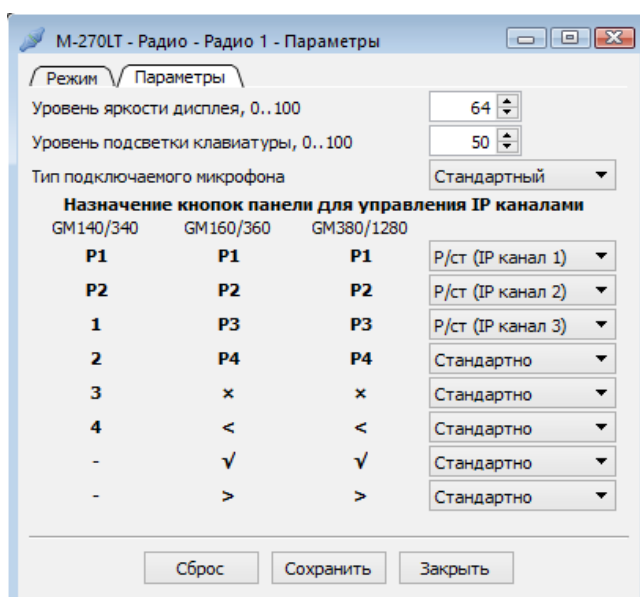 M-270LT - Радио - Радио 1 - Параметры
Режим Параметры
Уровень яркости дисплея, 0..100 64
Уровень подсветки клавиатуры, 0..100 50
Тип подключаемого микрофона Стандартный
Назначение кнопок панели для управления IP каналами
GM140/340 GM160/360 GM380/1280
P1 P1 P1 Р/ст (IP канал 1)
P2 P2 P2 Р/ст (IP канал 2)
1 P3 P3 Р/ст (IP канал 3)
2 P4 P4 Стандартно
3 × × Стандартно
4 < < Стандартно
- √ √ Стандартно
- > > Стандартно
Сброс Сохранить Закрыть